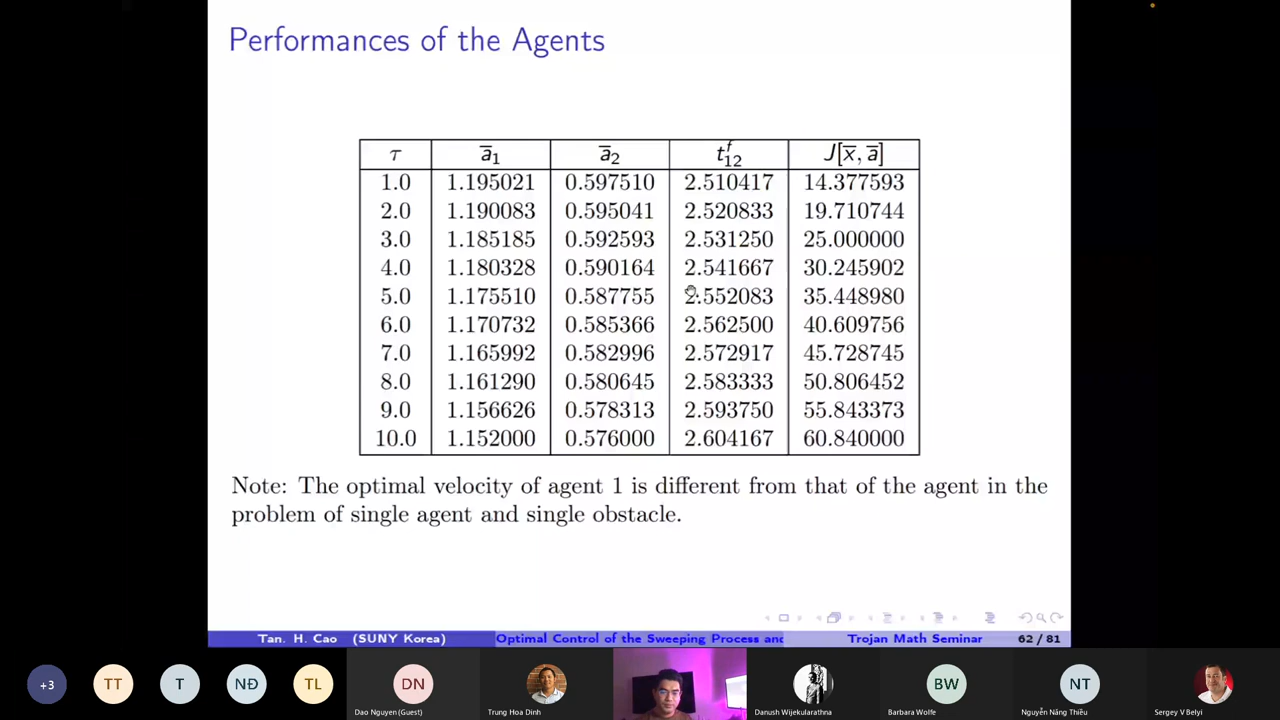 Performances of the Agents
τ a̅₁ a̅₂ t₁₂ᶠ J[x̅, a̅]
1.0 1.195021 0.597510 2.510417 14.377593
2.0 1.190083 0.595041 2.520833 19.710744
3.0 1.185185 0.592593 2.531250 25.000000
4.0 1.180328 0.590164 2.541667 30.245902
5.0 1.175510 0.587755 2.552083 35.448980
6.0 1.170732 0.585366 2.562500 40.609756
7.0 1.165992 0.582996 2.572917 45.728745
8.0 1.161290 0.580645 2.583333 50.806452
9.0 1.156626 0.578313 2.593750 55.843373
10.0 1.152000 0.576000 2.604167 60.840000
Note: The optimal velocity of agent 1 is different from that of the agent in the
problem of single agent and single obstacle.
Tan. H. Cao (SUNY Korea) Optimal Control of the Sweeping Process and Trojan Math Seminar 62 / 81
+3 TT T NĐ TL DN BW NT
Dao Nguyen (Guest) Trung Hoa Dinh Danush Wijekularathna Barbara Wolfe Nguyễn Năng Thiều Sergey V Belyi